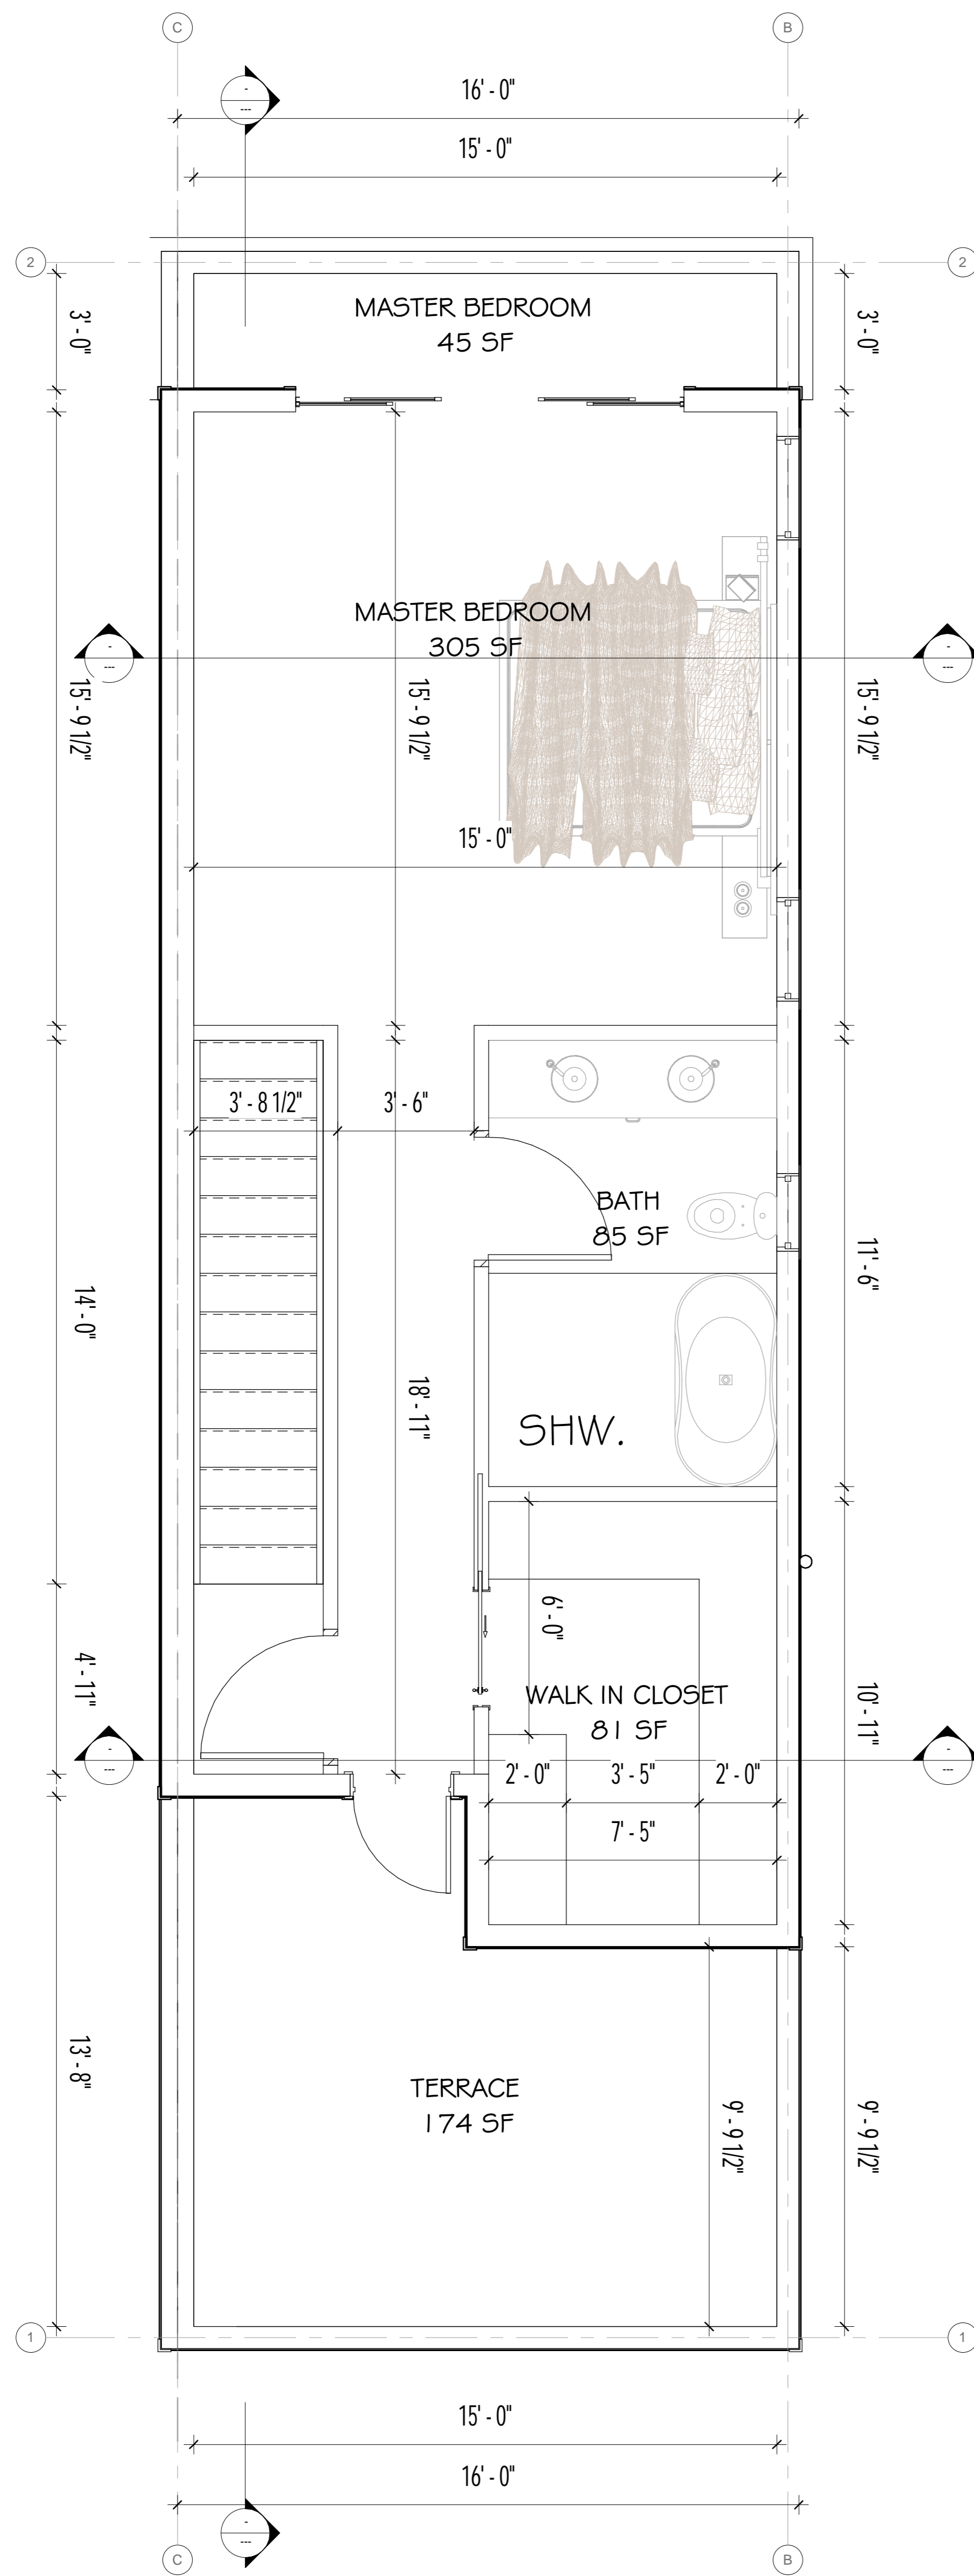 C
B
-
---
16' - 0"
15' - 0"
2
2
3' - 0"
MASTER BEDROOM
45 SF
3' - 0"
MASTER BEDROOM
305 SF
-
---
-
---
15' - 9 1/2"
15' - 9 1/2"
15' - 9 1/2"
15' - 0"
3' - 8 1/2"
3' - 6"
BATH
85 SF
11' - 6"
14' - 0"
18' - 11"
SHW.
6' - 0"
4' - 11"
WALK IN CLOSET
81 SF
10' - 11"
-
---
-
---
2' - 0"
3' - 5"
2' - 0"
7' - 5"
13' - 8"
TERRACE
174 SF
9' - 9 1/2"
9' - 9 1/2"
1
1
15' - 0"
16' - 0"
-
---
C
B